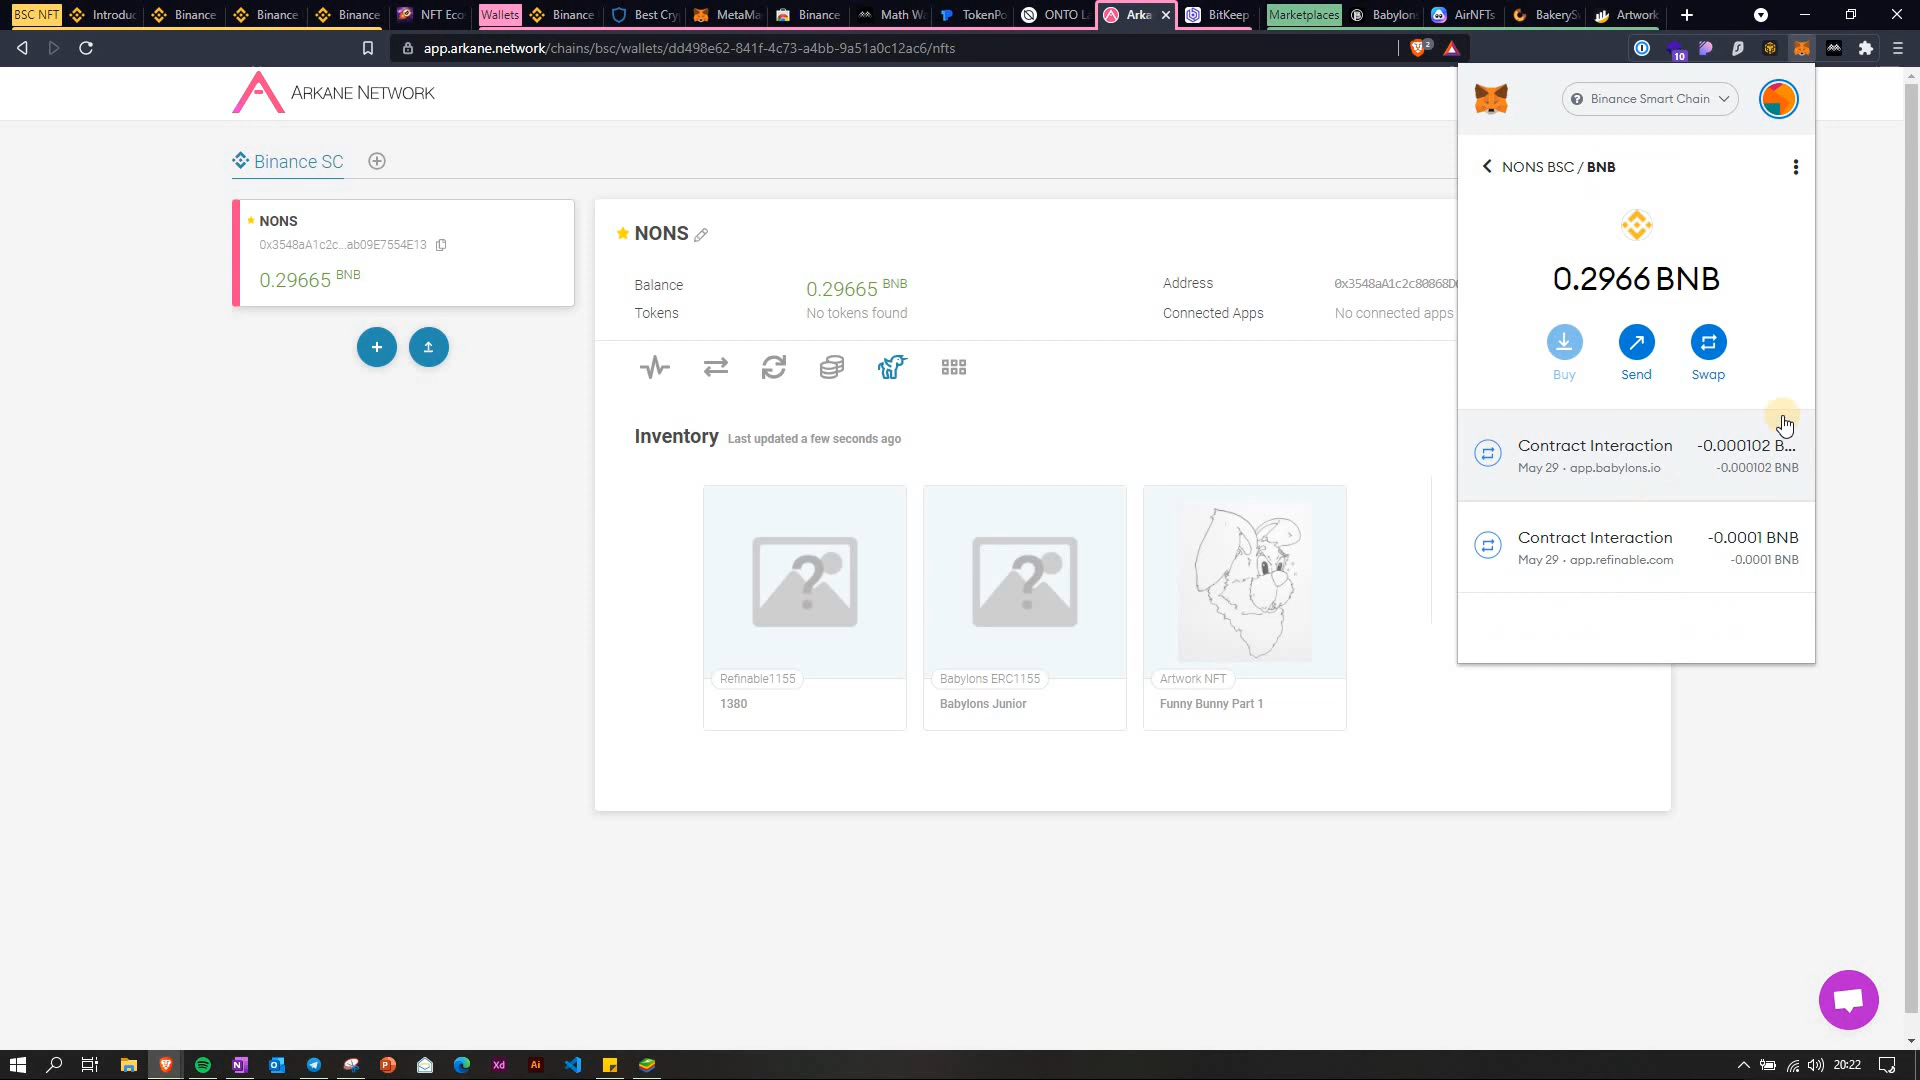 BSC NFT
Introduc
Binance
Binance
Binance
NFT Eco
Wallets
Binance
Best Cry
MetaMa
Binance
Math Wa
TokenPo
ONTO
Arka
BitKeep
Marketplaces
Babylon
AirNFTs
BakeryS
Artwork
app.arkane.network/chains/bsc/wallets/dd498e62-841f-4c73-a4bb-9a51a0c12ac6/nfts
2
10
ARKANE NETWORK
Binance SC
NONS
0x3548aA1c2c...ab09E7554E13
0.29665 BNB
NONS
Balance 0.29665 BNB
Tokens No tokens found
Address 0x3548aA1c2c80868D
Connected Apps No connected apps
Inventory Last updated a few seconds ago
Refinable1155
1380
Babylons ERC1155
Babylons Junior
Artwork NFT
Funny Bunny Part 1
Binance Smart Chain
NONS BSC / BNB
0.2966 BNB
Buy
Send
Swap
Contract Interaction -0.000102 B...
May 29 · app.babylons.io -0.000102 BNB
Contract Interaction -0.0001 BNB
May 29 · app.refinable.com -0.0001 BNB
Xd
Ai
20:22